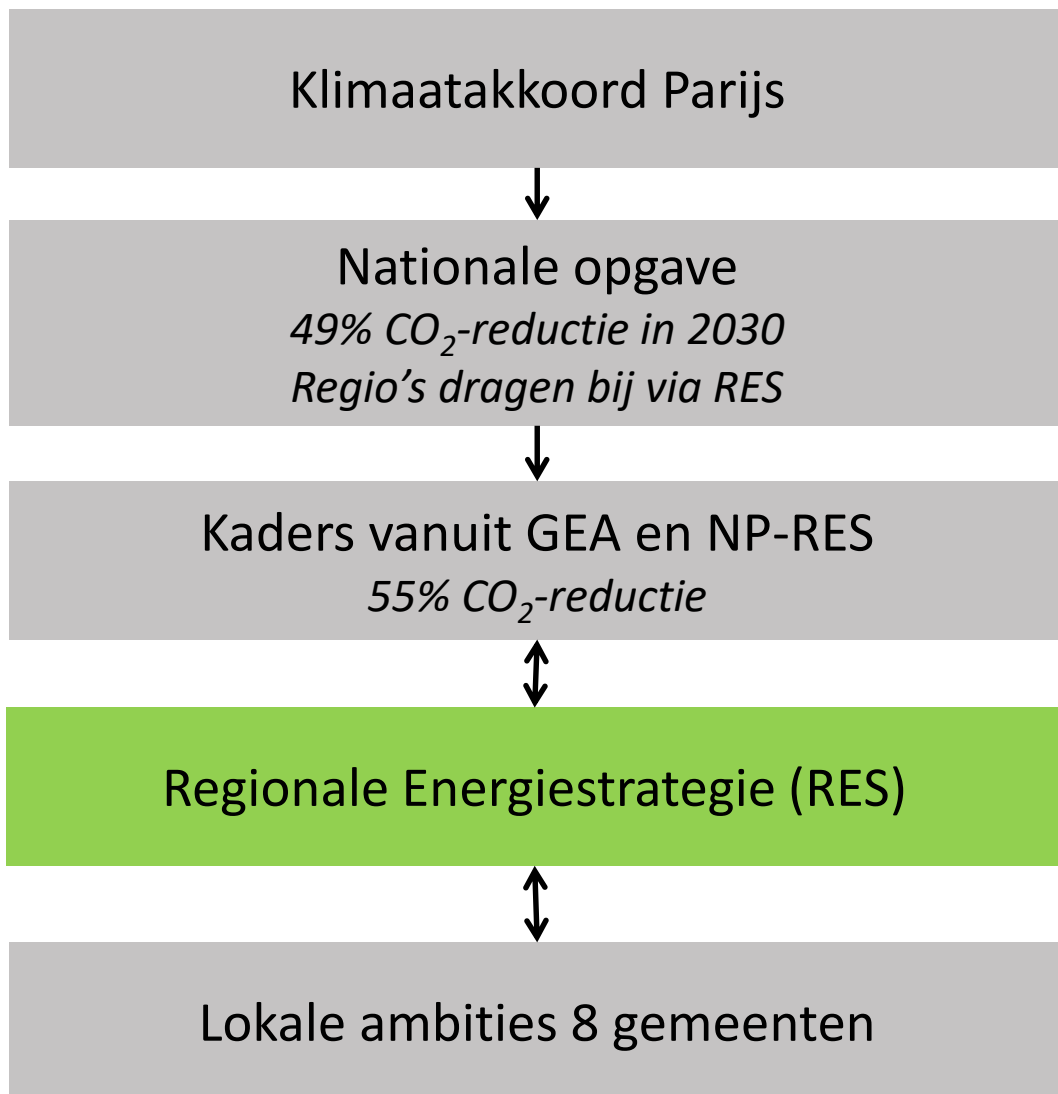 Klimaatakkoord Parijs
Nationale opgave
49% CO₂-reductie in 2030
Regio's dragen bij via RES
Kaders vanuit GEA en NP-RES
55% CO₂-reductie
Regionale Energiestrategie (RES)
Lokale ambities 8 gemeenten